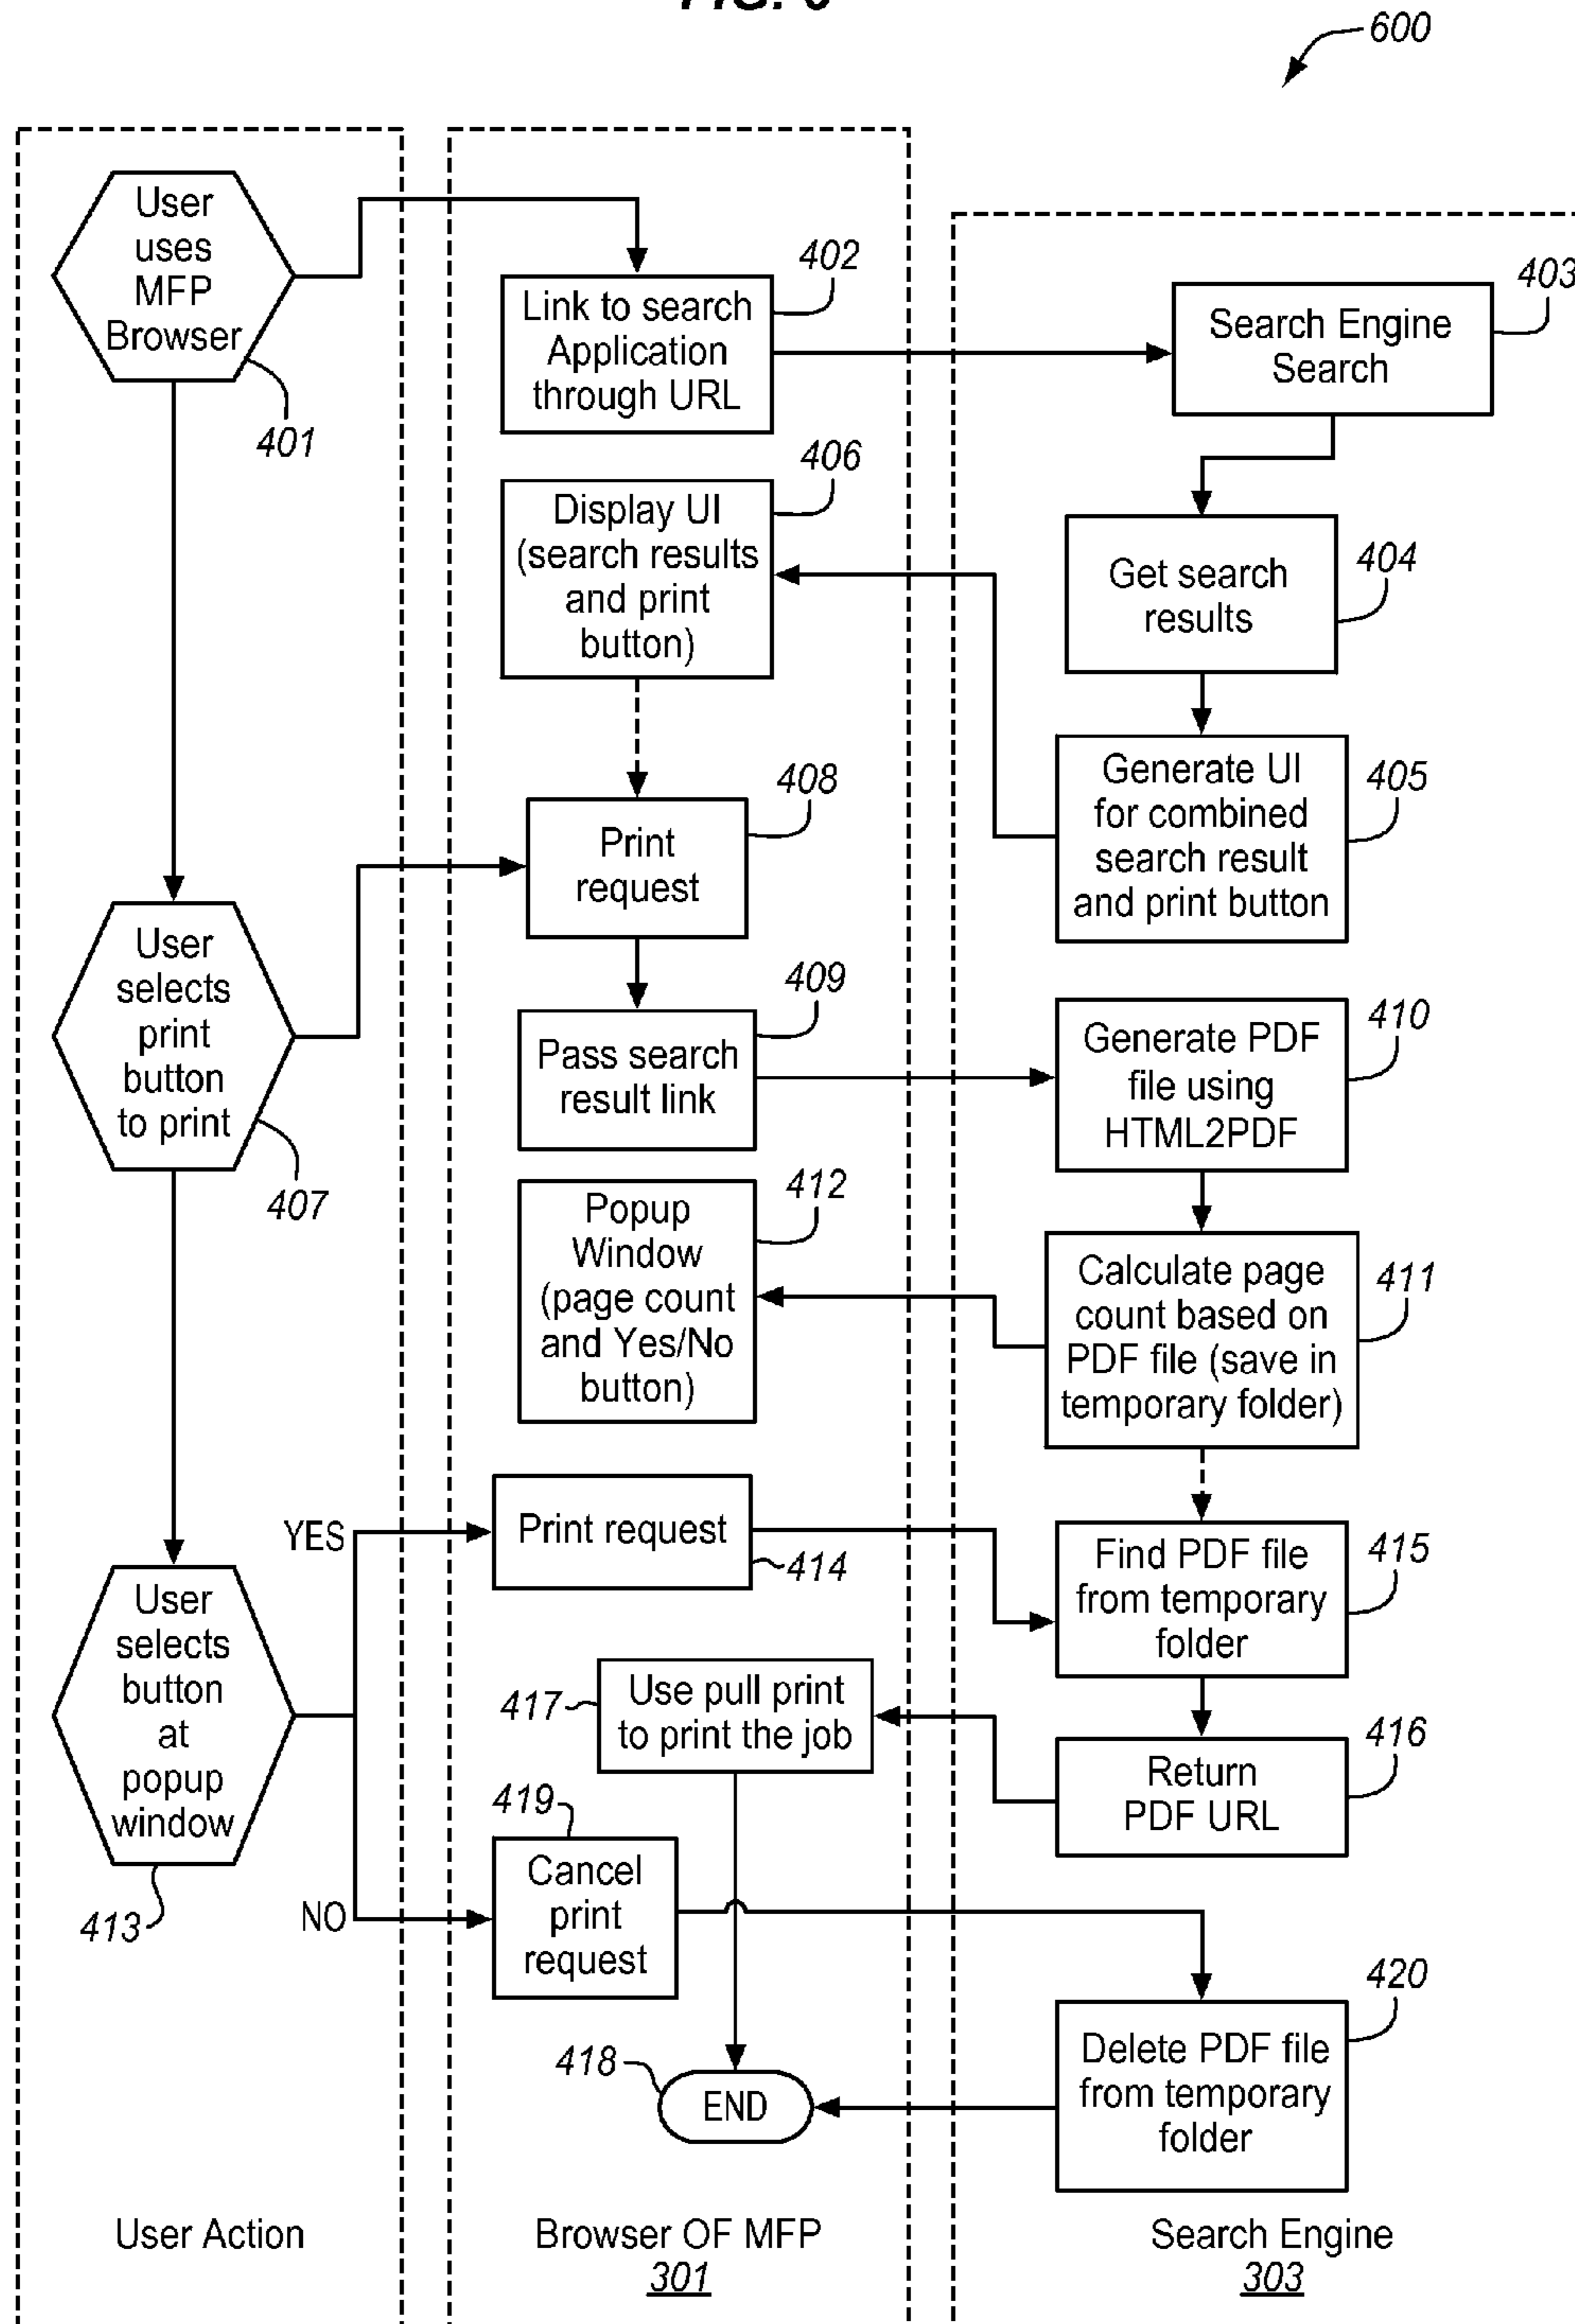 600
User
uses
MFP
Browser
401
Link to search
Application
through URL
402
Search Engine
Search
403
Display UI
(search results
and print
button)
406
Get search
results
404
Generate UI
for combined
search result
and print button
405
Print
request
408
User
selects
print
button
to print
407
Pass search
result link
409
Generate PDF
file using
HTML2PDF
410
Popup
Window
(page count
and Yes/No
button)
412
Calculate page
count based on
PDF file (save in
temporary folder)
411
YES
Print request
414
Find PDF file
from temporary
folder
415
User
selects
button
at
popup
window
413
417
Use pull print
to print the job
Return
PDF URL
416
NO
419
Cancel
print
request
418
END
Delete PDF file
from temporary
folder
420
User Action
Browser OF MFP
301
Search Engine
303